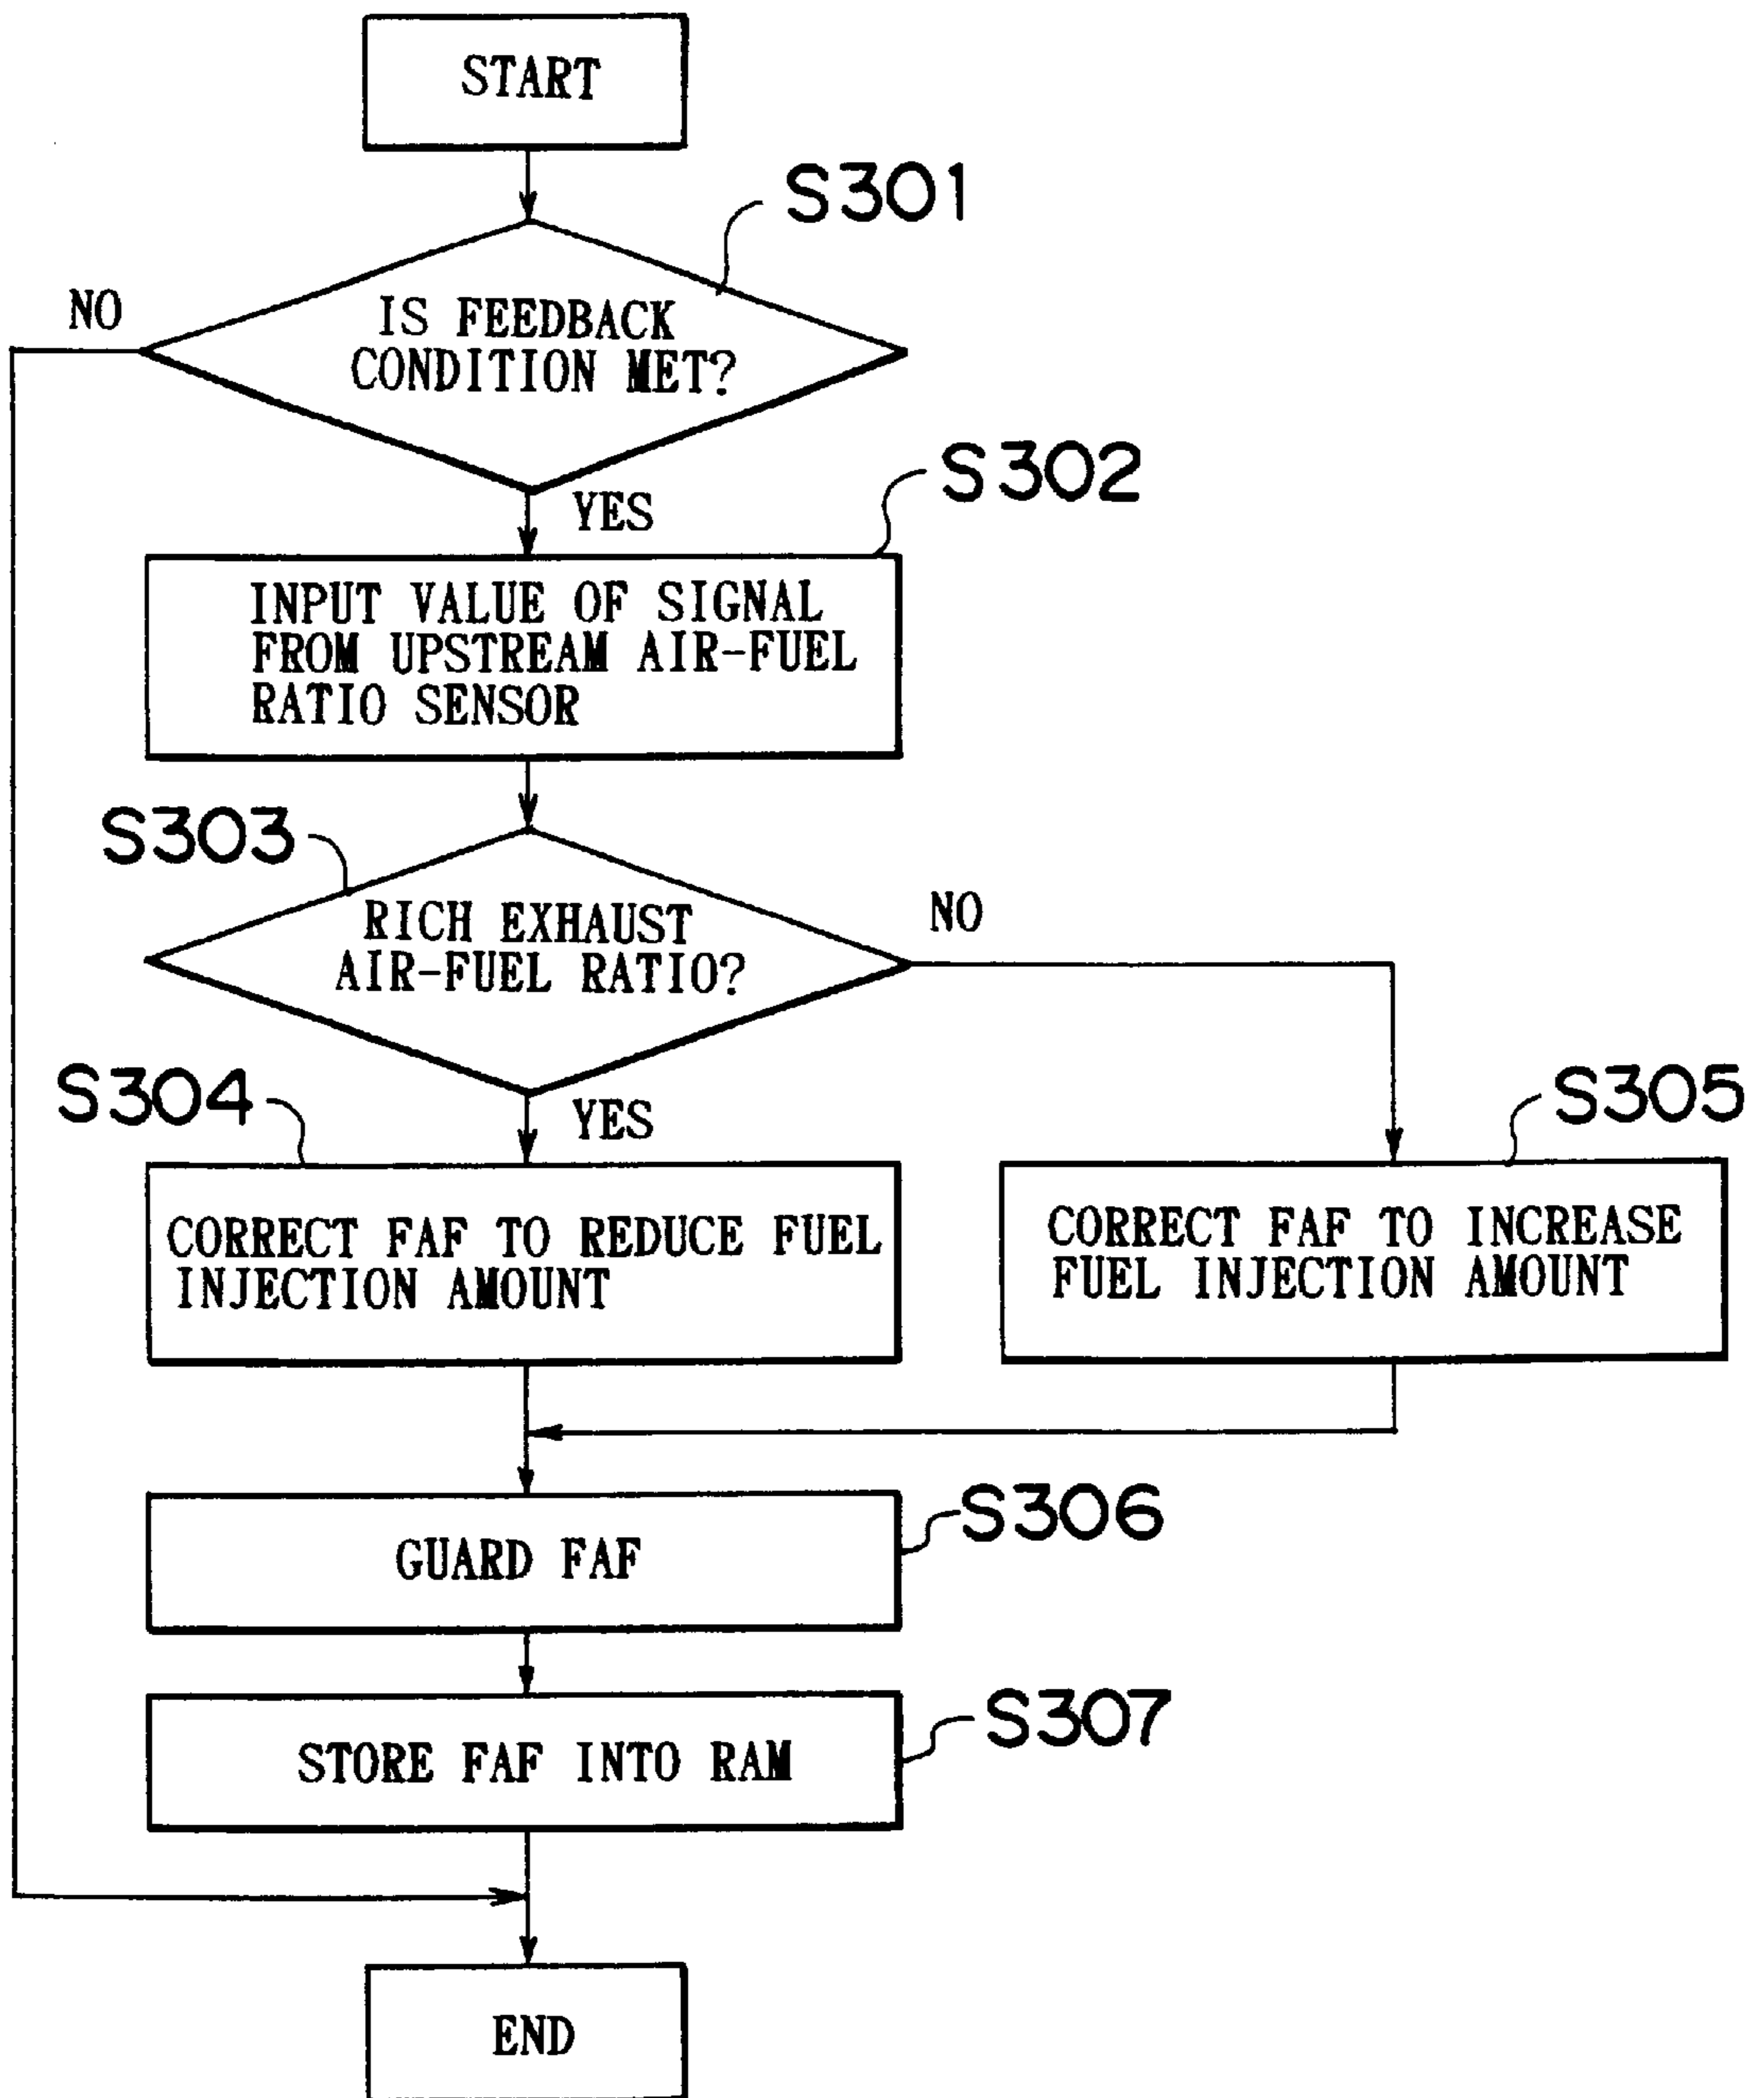 START
S301
NO
IS FEEDBACK
CONDITION MET?
S302
YES
INPUT VALUE OF SIGNAL
FROM UPSTREAM AIR-FUEL
RATIO SENSOR
S303
RICH EXHAUST
AIR-FUEL RATIO?
NO
S304
YES
S305
CORRECT FAF TO REDUCE FUEL
INJECTION AMOUNT
CORRECT FAF TO INCREASE
FUEL INJECTION AMOUNT
S306
GUARD FAF
S307
STORE FAF INTO RAM
END